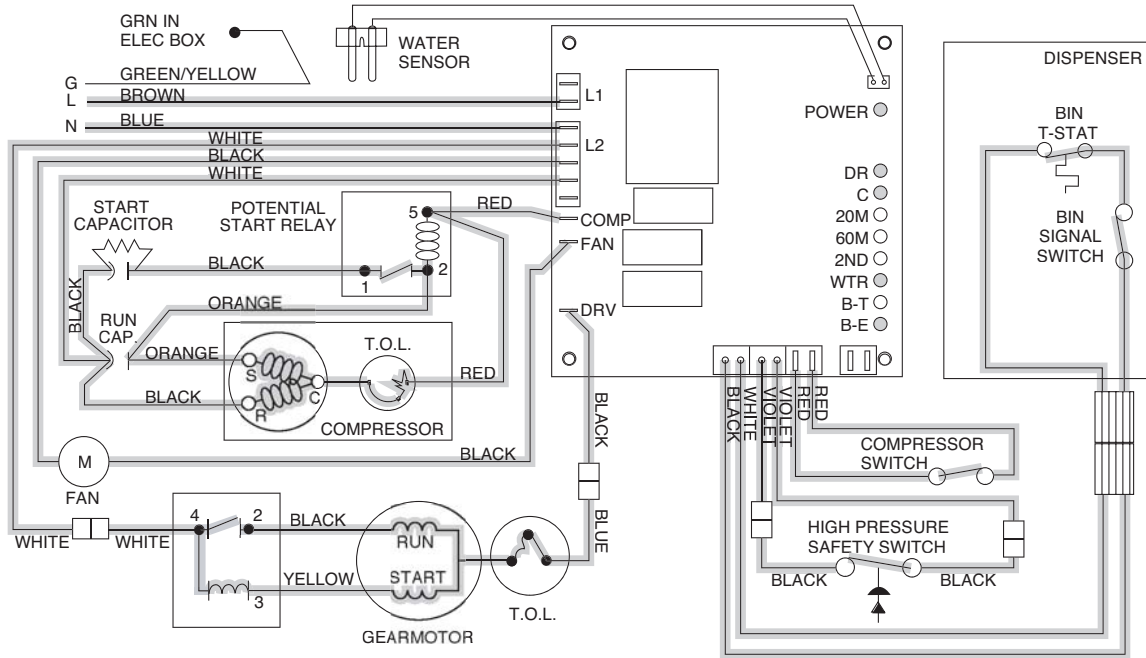 GRN IN
ELEC BOX
WATER
SENSOR
DISPENSER
G
GREEN/YELLOW
L
BROWN
L1
POWER
BIN
T-STAT
N
BLUE
WHITE
L2
BLACK
WHITE
DR
C
20M
60M
2ND
WTR
B-T
B-E
BIN
SIGNAL
SWITCH
START
CAPACITOR
POTENTIAL
START RELAY
5
RED
COMP
FAN
BLACK
1
2
BLACK
ORANGE
DRV
RUN
CAP.
ORANGE
S
T.O.L.
C
RED
BLACK
R
COMPRESSOR
BLACK
BLACK
WHITE
VIOLET
VIOLET
RED
RED
COMPRESSOR
SWITCH
M
FAN
BLACK
4
2
BLACK
RUN
BLUE
WHITE
WHITE
HIGH PRESSURE
SAFETY SWITCH
YELLOW
START
3
T.O.L.
BLACK
BLACK
GEARMOTOR